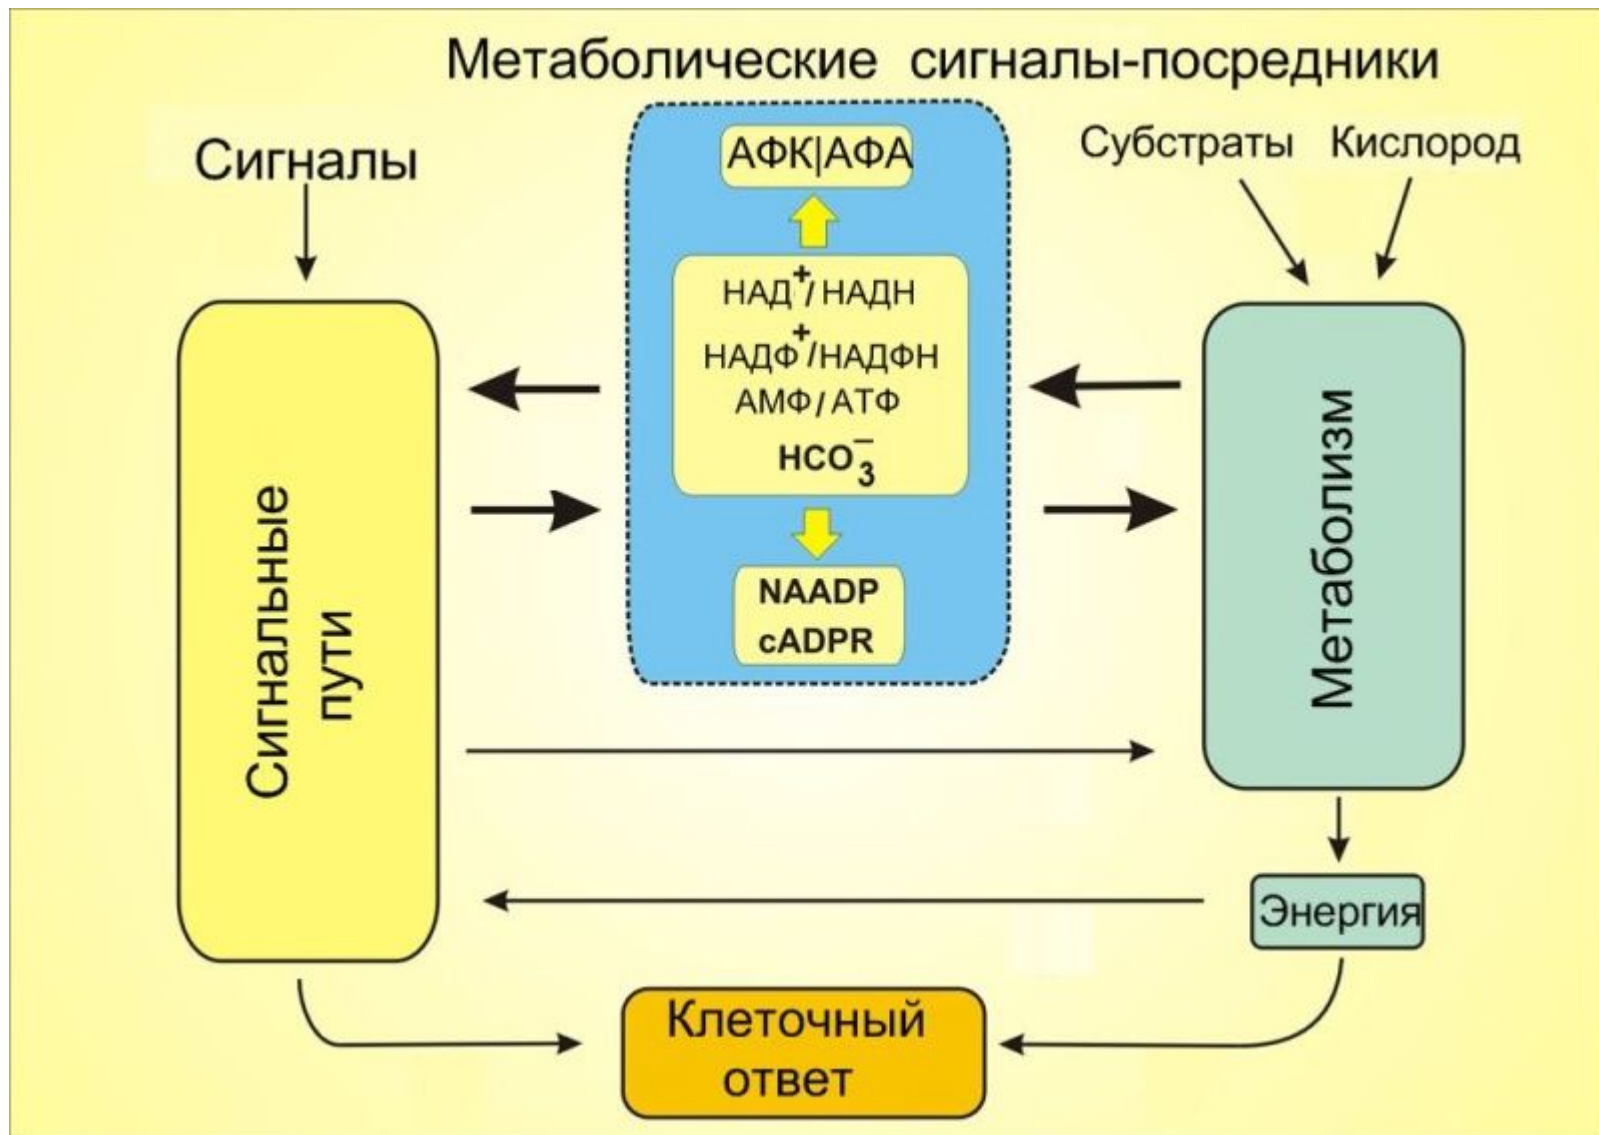 Метаболические сигналы-посредники
Сигналы
АФК|АФА
Субстраты Кислород
НАД⁺/НАДН
НАДФ⁺/НАДФН
АМФ/АТФ
HCO₃⁻
NAADP
cADPR
Сигнальные
пути
Метаболизм
Энергия
Клеточный
ответ